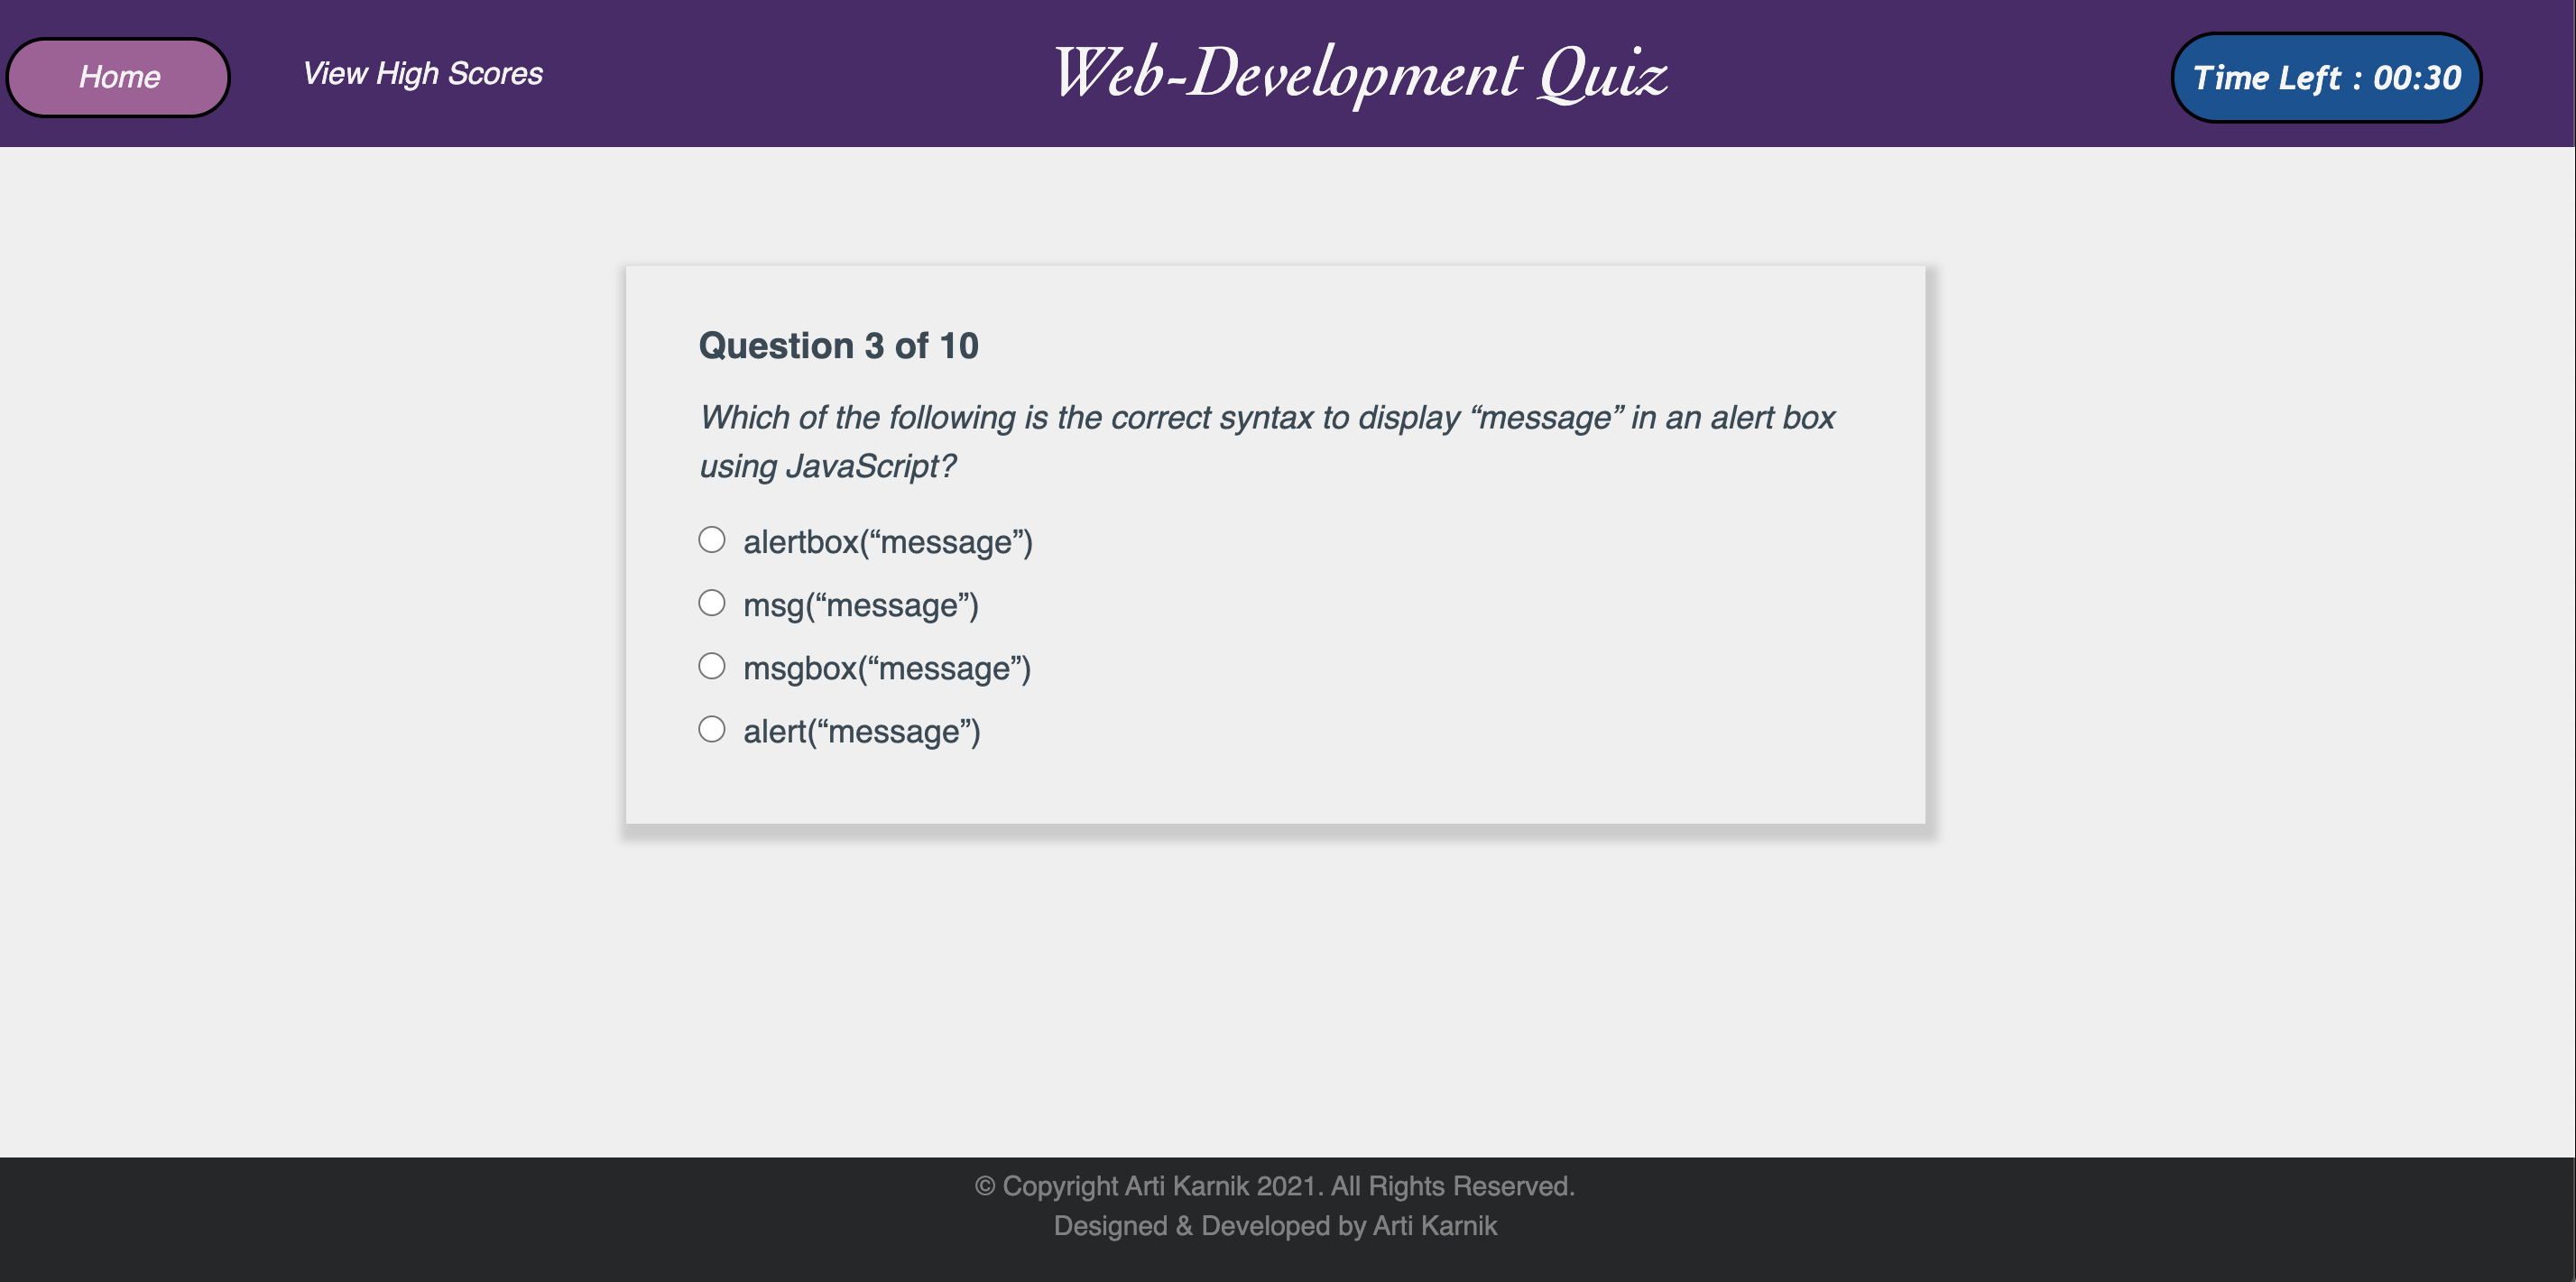 Home
View High Scores
Web-Development Quiz
Time Left : 00:30
Question 3 of 10
Which of the following is the correct syntax to display “message” in an alert box
using JavaScript?
alertbox(“message”)
msg(“message”)
msgbox(“message”)
alert(“message”)
© Copyright Arti Karnik 2021. All Rights Reserved.
Designed & Developed by Arti Karnik